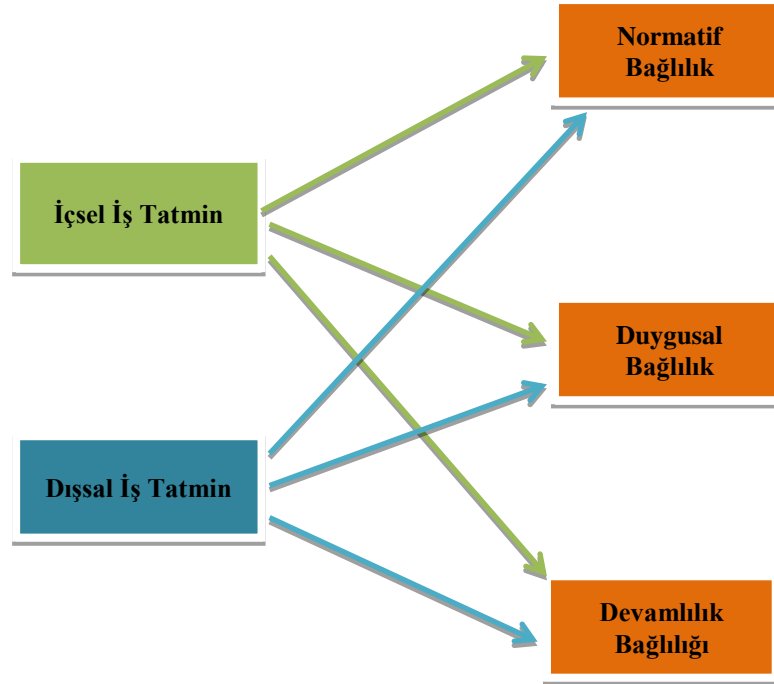 Normatif
Bağlılık
İçsel İş Tatmin
Duygusal
Bağlılık
Dışsal İş Tatmin
Devamlılık
Bağlılığı